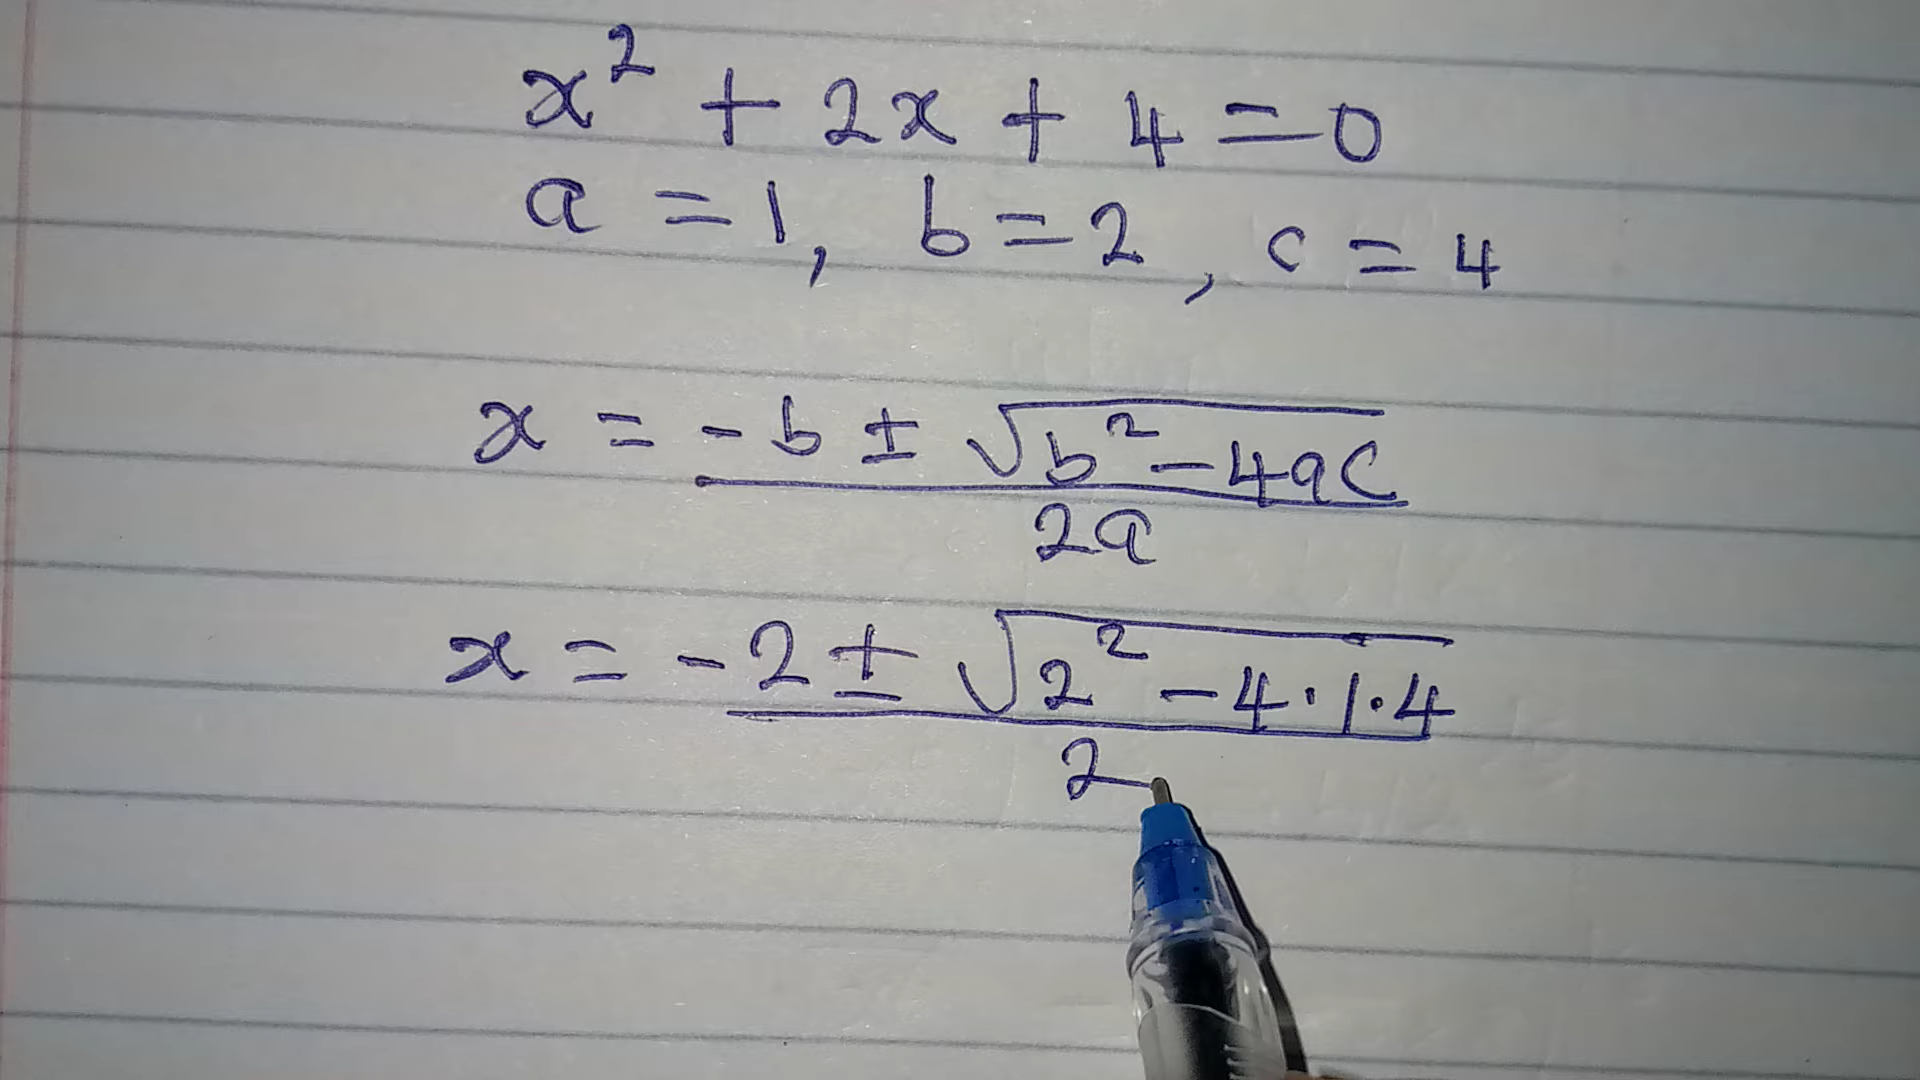 x² + 2x + 4 = 0
a = 1, b = 2, c = 4
x = -b ± √b² - 4ac
2a
x = -2 ± √2² - 4·1·4
2